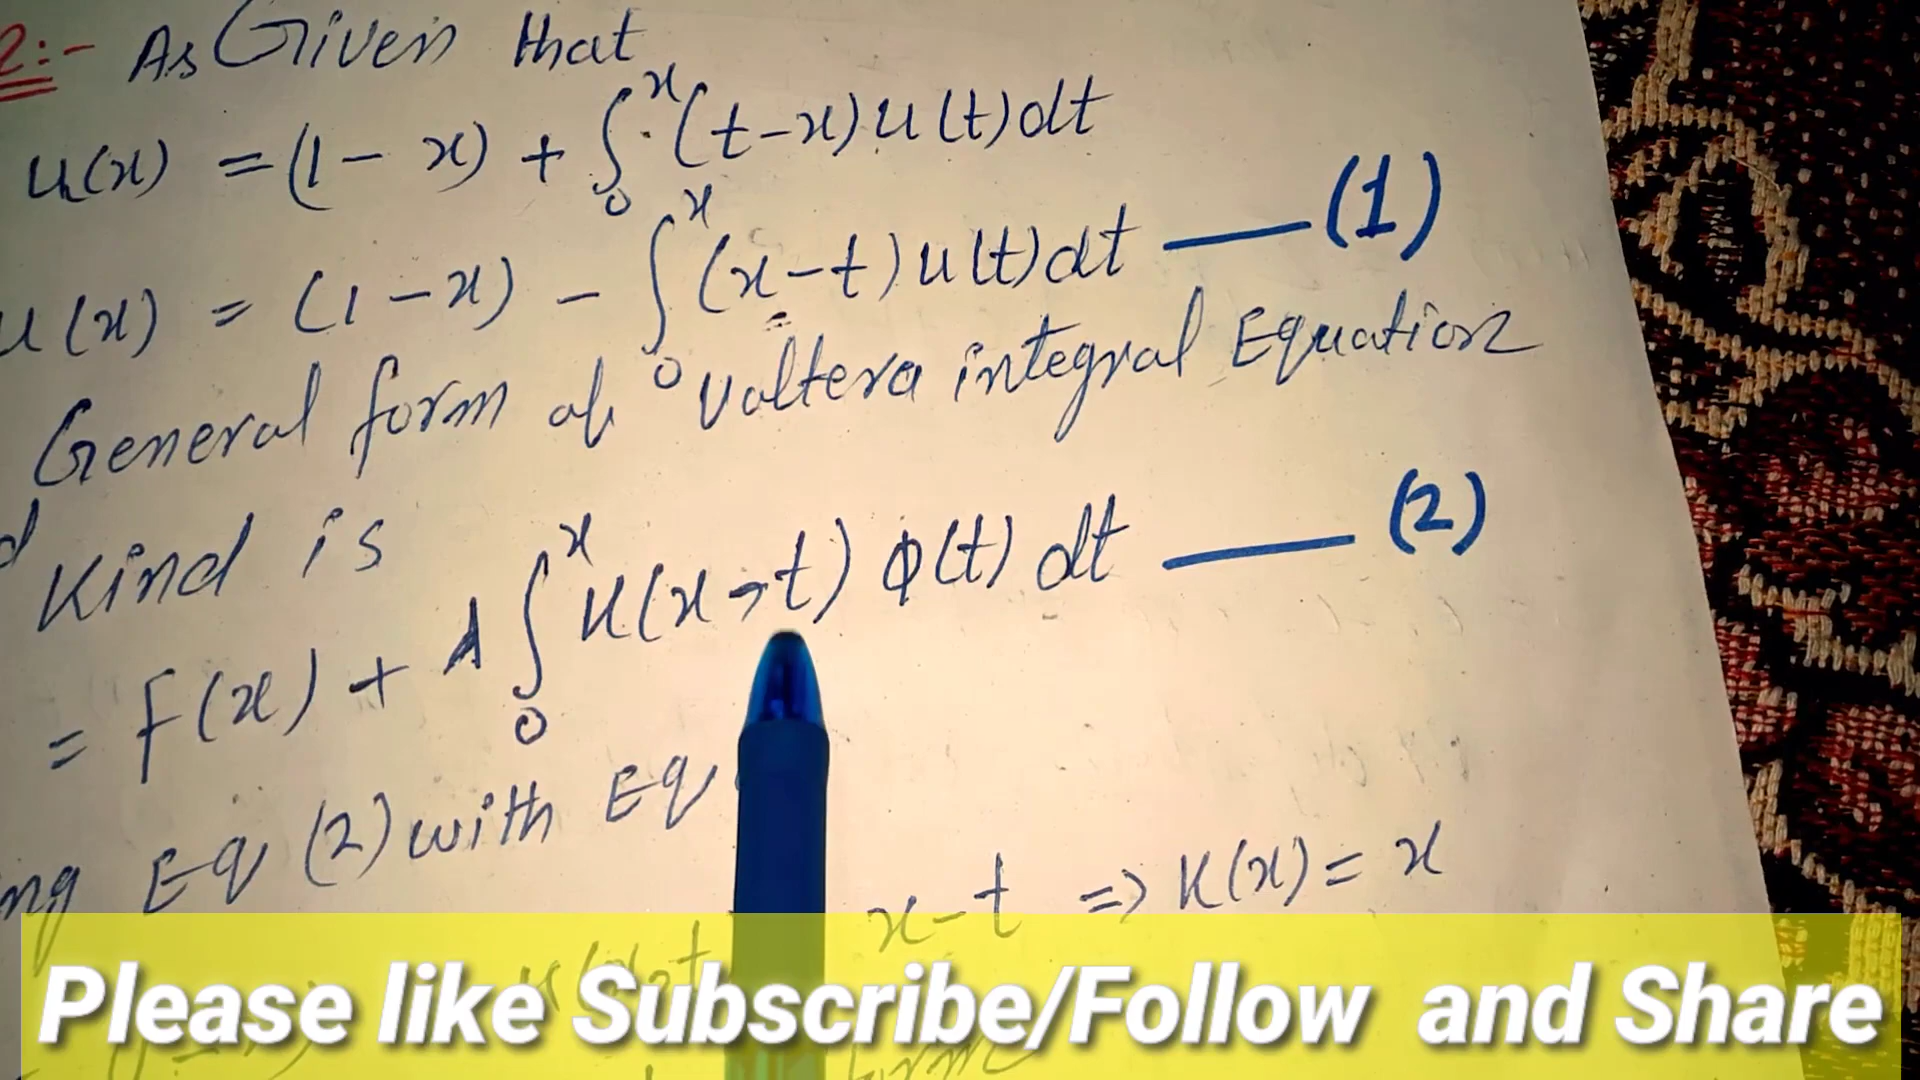 2:- As Given that
u(x) = (1 - x) + ∫₀ˣ (t-x) u(t) dt
u(x) = (1 - x) - ∫₀ˣ (x-t) u(t) dt —— (1)
General form of Voltera integral Equation
Kind is
= F(x) + λ ∫₀ˣ K(x,t) φ(t) dt —— (2)
ng Eq (2) with Eq
x-t => K(x) = x
Please like Subscribe/Follow and Share